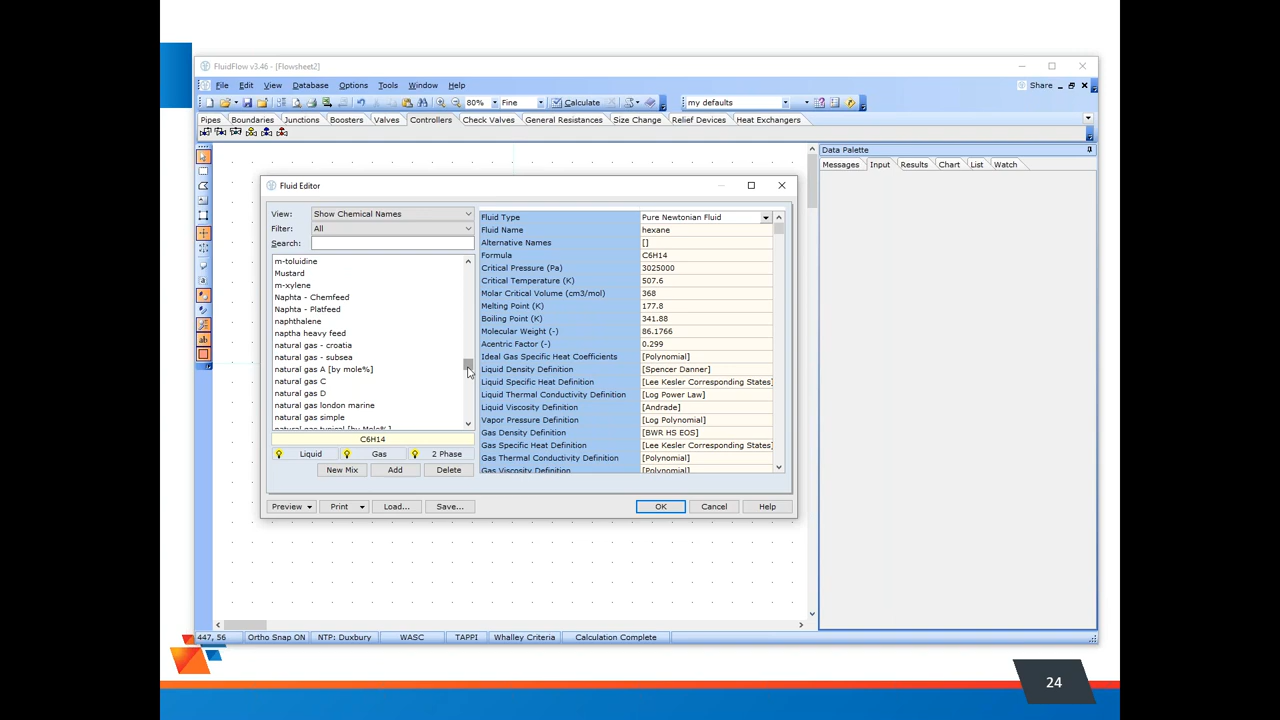 FluidFlow v3.46 - [Flowsheet2]
File Edit View Database Options Tools Window Help Share
80% Fine Calculate my defaults
Pipes Boundaries Junctions Boosters Valves Controllers Check Valves General Resistances Size Change Relief Devices Heat Exchangers
Data Palette
Messages Input Results Chart List Watch
Fluid Editor
View: Show Chemical Names
Filter: All
Search:
m-toluidine
Mustard
m-xylene
Naphta - Chemfeed
Naphta - Platfeed
naphthalene
naptha heavy feed
natural gas - croatia
natural gas - subsea
natural gas A [by mole%]
natural gas C
natural gas D
natural gas london marine
natural gas simple
natural gas typical [by Mole%]
C6H14
Liquid Gas 2 Phase
New Mix Add Delete
Fluid Type Pure Newtonian Fluid
Fluid Name hexane
Alternative Names []
Formula C6H14
Critical Pressure (Pa) 3025000
Critical Temperature (K) 507.6
Molar Critical Volume (cm3/mol) 368
Melting Point (K) 177.8
Boiling Point (K) 341.88
Molecular Weight (-) 86.1766
Acentric Factor (-) 0.299
Ideal Gas Specific Heat Coefficients [Polynomial]
Liquid Density Definition [Spencer Danner]
Liquid Specific Heat Definition [Lee Kesler Corresponding States]
Liquid Thermal Conductivity Definition [Log Power Law]
Liquid Viscosity Definition [Andrade]
Vapor Pressure Definition [Log Polynomial]
Gas Density Definition [BWR HS EOS]
Gas Specific Heat Definition [Lee Kesler Corresponding States]
Gas Thermal Conductivity Definition [Polynomial]
Gas Viscosity Definition [Polynomial]
Preview Print Load... Save... OK Cancel Help
447, 56 Ortho Snap ON NTP: Duxbury WASC TAPPI Whalley Criteria Calculation Complete
24